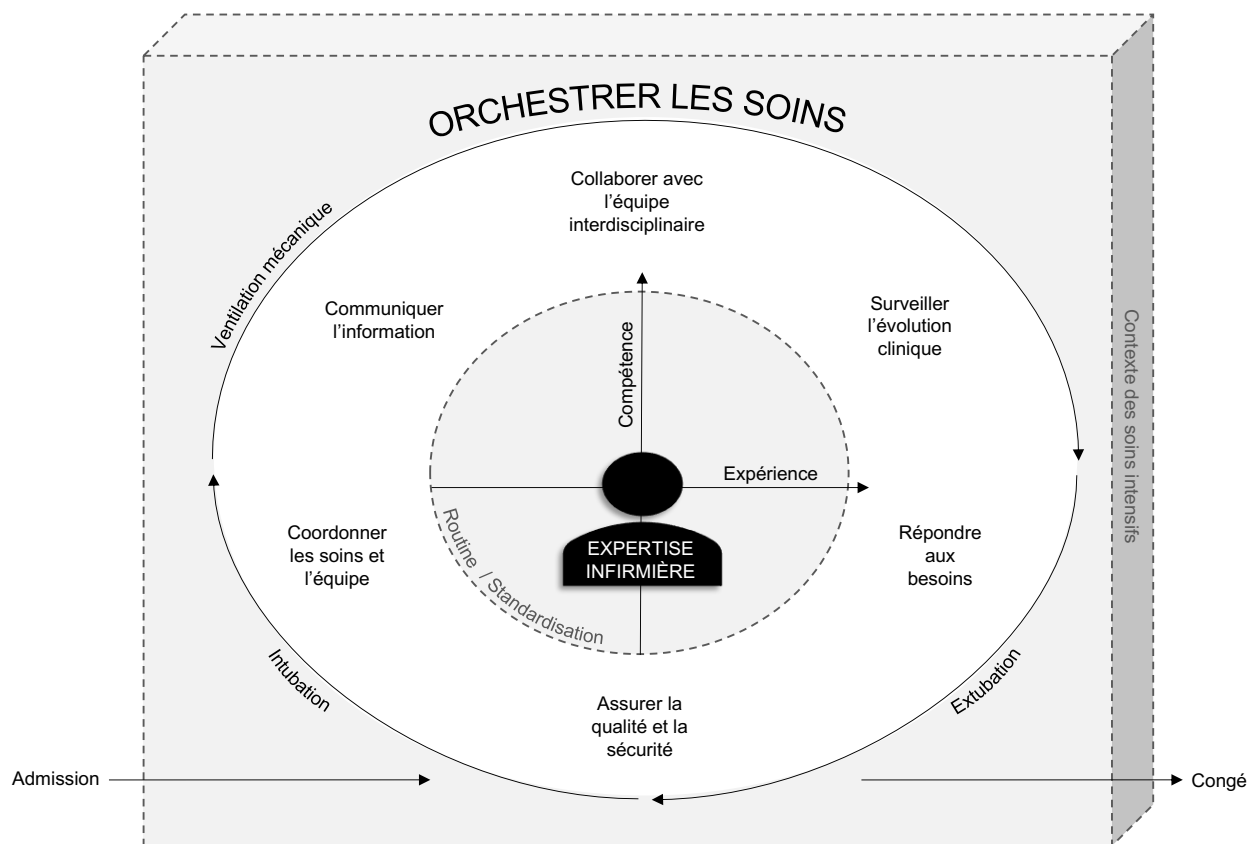 ORCHESTRER LES SOINS
Collaborer avec
l’équipe
interdisciplinaire
Ventilation mécanique
Communiquer
l’information
Surveiller
l’évolution
clinique
Compétence
Contexte des soins intensifs
Expérience
Coordonner
les soins et
l’équipe
Routine / Standardisation
EXPERTISE
INFIRMIÈRE
Répondre
aux
besoins
Intubation
Extubation
Assurer la
qualité et la
sécurité
Admission
Congé